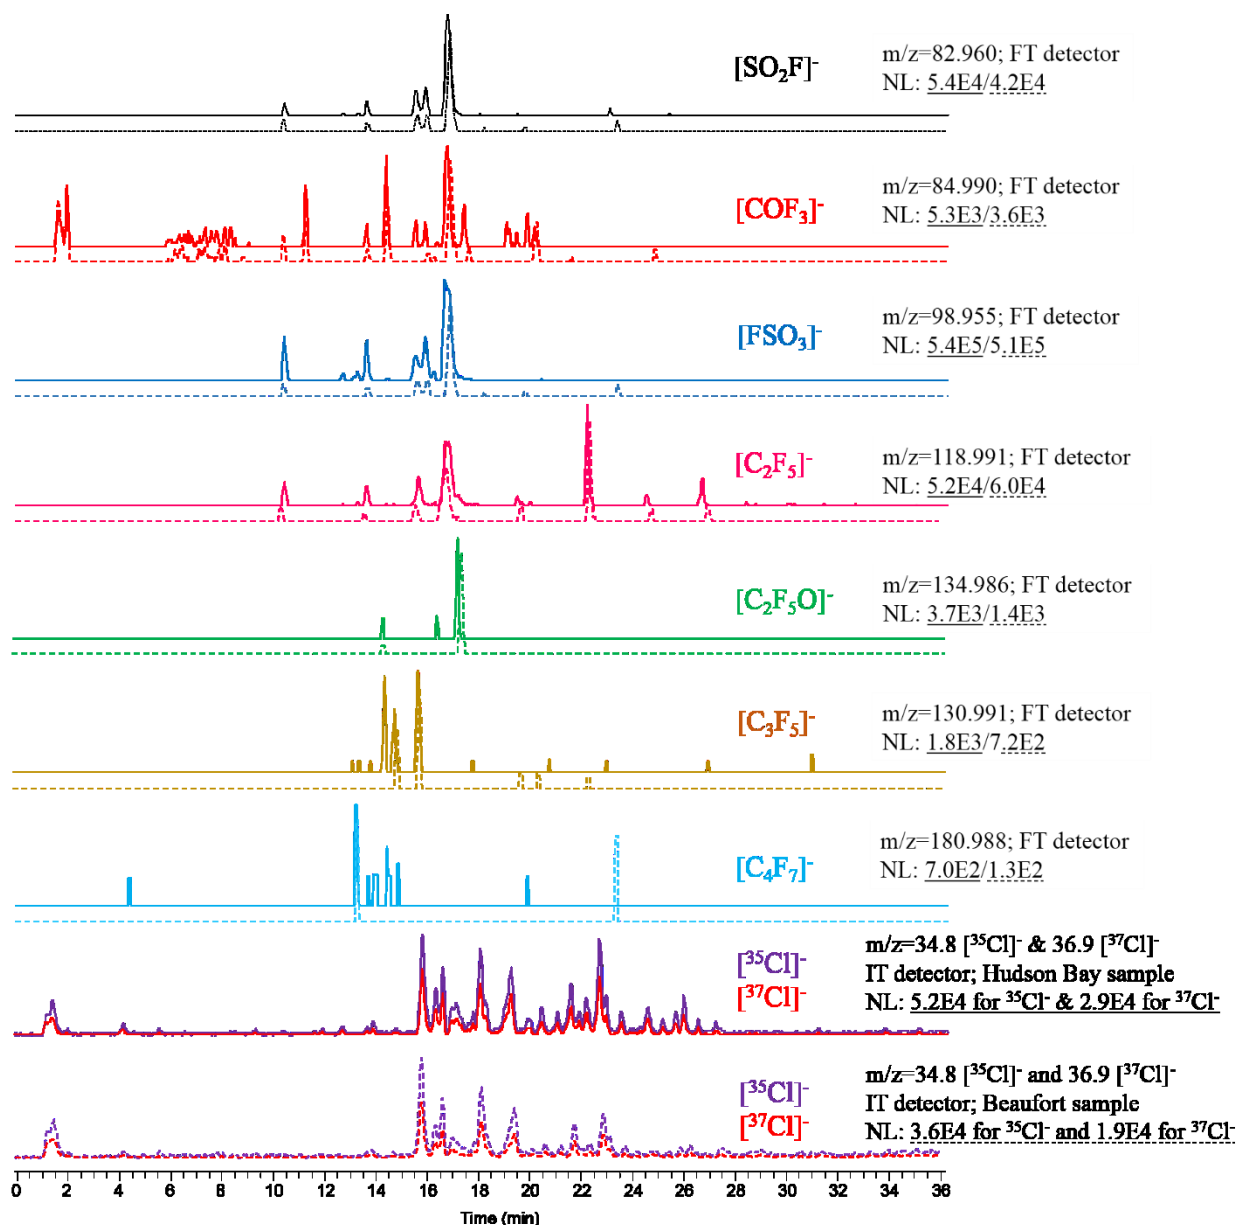 [SO₂F]⁻
m/z=82.960; FT detector
NL: 5.4E4/4.2E4
[COF₃]⁻
m/z=84.990; FT detector
NL: 5.3E3/3.6E3
[FSO₃]⁻
m/z=98.955; FT detector
NL: 5.4E5/5.1E5
[C₂F₅]⁻
m/z=118.991; FT detector
NL: 5.2E4/6.0E4
[C₂F₅O]⁻
m/z=134.986; FT detector
NL: 3.7E3/1.4E3
[C₃F₅]⁻
m/z=130.991; FT detector
NL: 1.8E3/7.2E2
[C₄F₇]⁻
m/z=180.988; FT detector
NL: 7.0E2/1.3E2
[³⁵Cl]⁻
[³⁷Cl]⁻
m/z=34.8 [³⁵Cl]⁻ & 36.9 [³⁷Cl]⁻
IT detector; Hudson Bay sample
NL: 5.2E4 for ³⁵Cl⁻ & 2.9E4 for ³⁷Cl⁻
[³⁵Cl]⁻
[³⁷Cl]⁻
m/z=34.8 [³⁵Cl]⁻ and 36.9 [³⁷Cl]⁻
IT detector; Beaufort sample
NL: 3.6E4 for ³⁵Cl⁻ and 1.9E4 for ³⁷Cl⁻
0 2 4 6 8 10 12 14 16 18 20 22 24 26 28 30 32 34 36
Time (min)